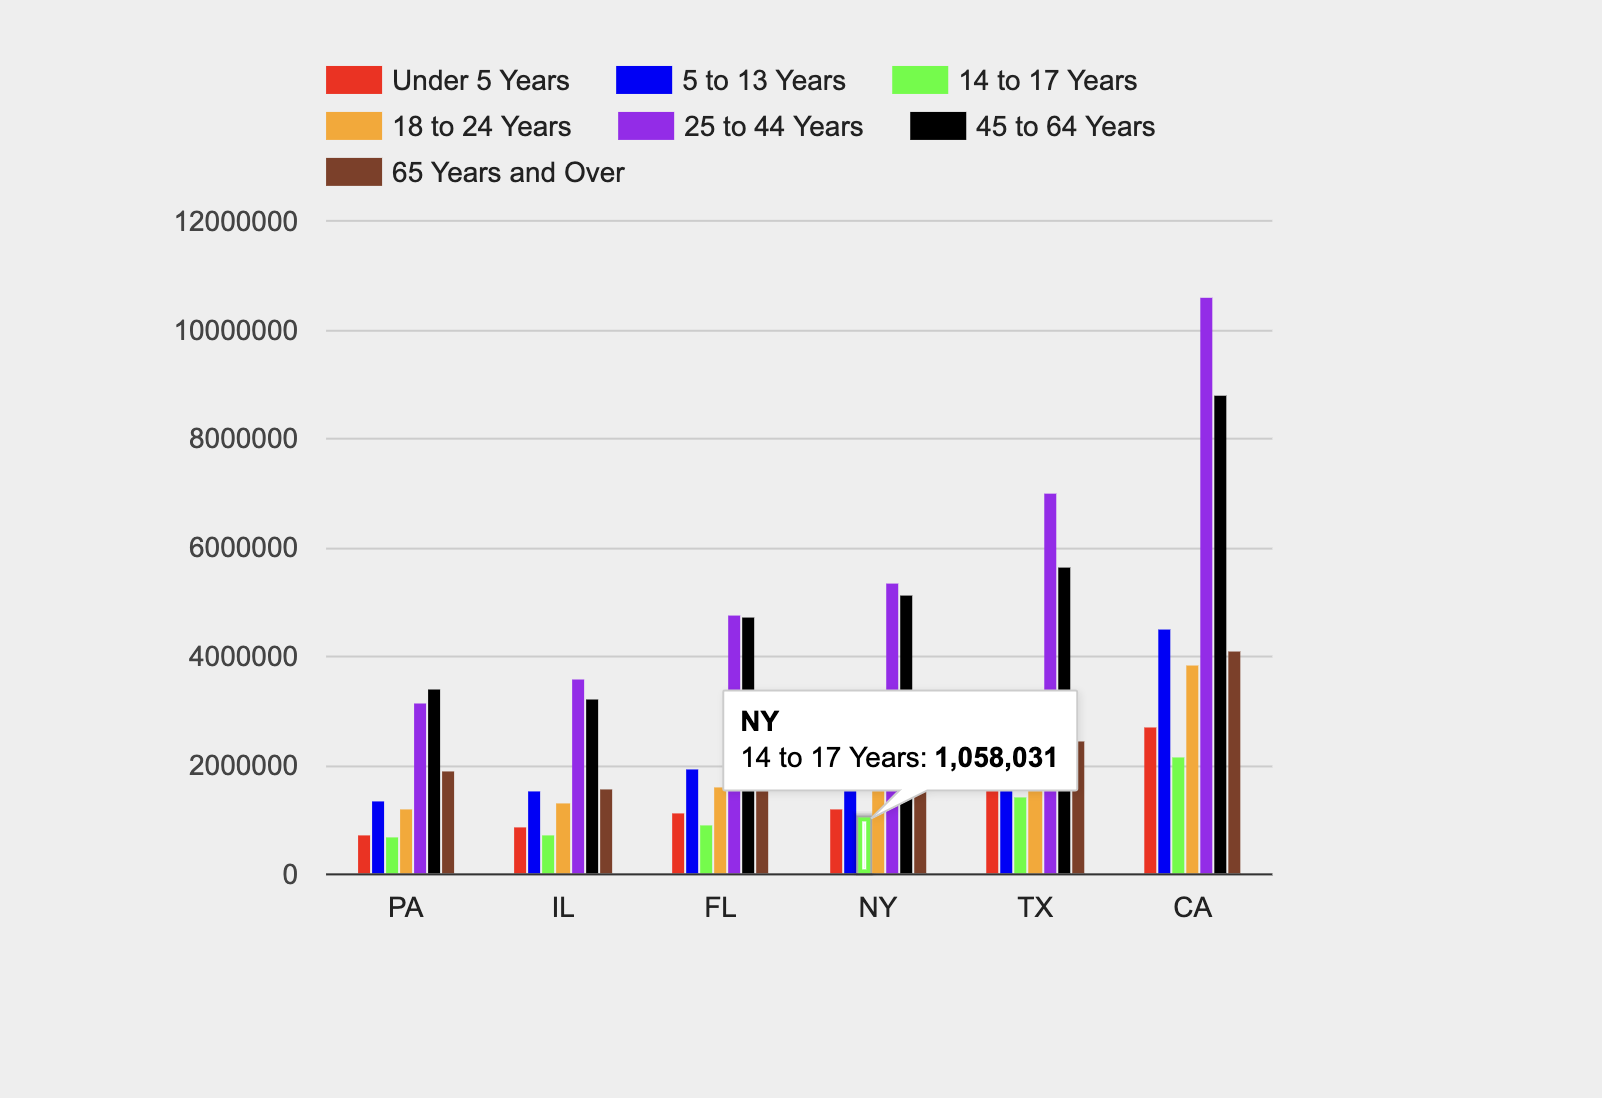 Under 5 Years 5 to 13 Years 14 to 17 Years
18 to 24 Years 25 to 44 Years 45 to 64 Years
65 Years and Over
12000000
10000000
8000000
6000000
4000000
2000000
0
NY
14 to 17 Years: 1,058,031
PA IL FL NY TX CA